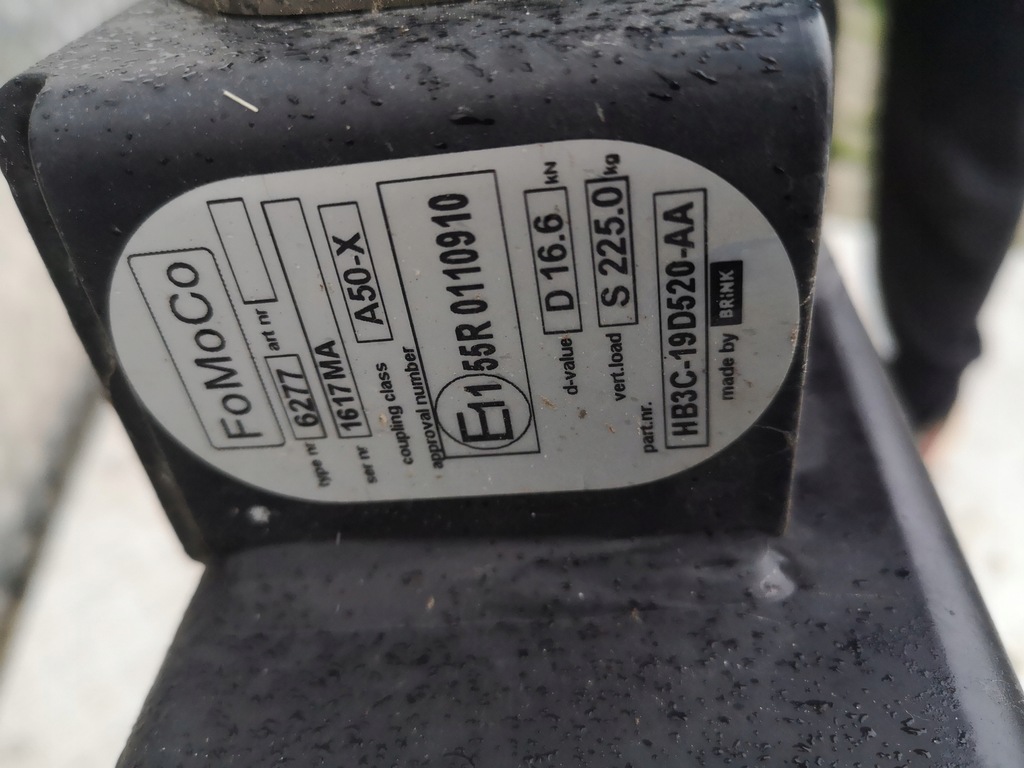 FoMoCo
type nr 6277 art nr
ser nr 1617MA
coupling class A50-X
approval number
E11 55R 0110910
d-value D 16.6 kN
vert.load S 225.0 kg
part.nr.
HB3C-19D520-AA
made by BRINK